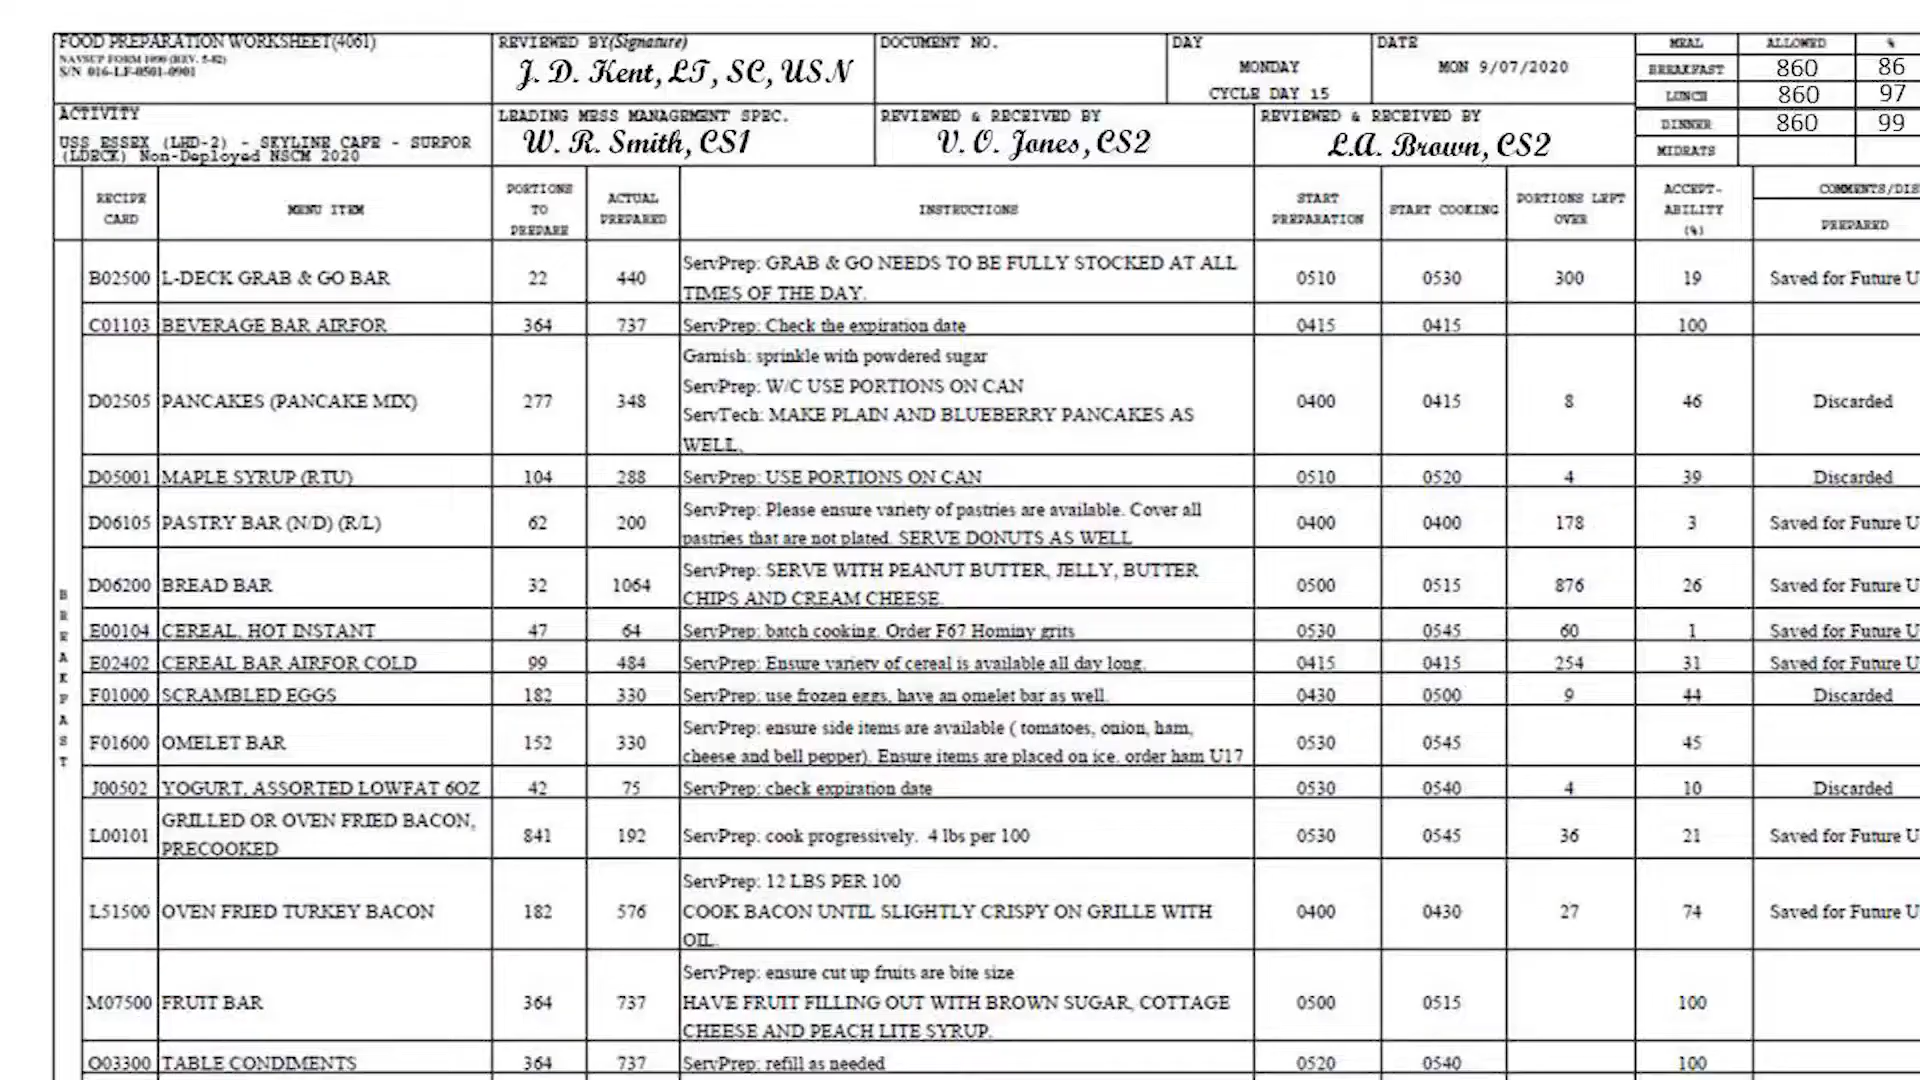 FOOD PREPARATION WORKSHEET(4061)
NAVSUP FORM 1090 (REV. 5-82)
S/N 016-LF-0501-0901
REVIEWED BY(Signature)
J. D. Kent, LT, SC, USN
DOCUMENT NO.
DAY
MONDAY
CYCLE DAY 15
DATE
MON 9/07/2020
MEAL ALLOWED %
BREAKFAST 860 86
LUNCH 860 97
DINNER 860 99
MIDRATS
ACTIVITY
USS ESSEX (LHD-2) - SKYLINE CAFE - SURFOR
(LDECK) Non-Deployed NSCM 2020
LEADING MESS MANAGEMENT SPEC.
W. R. Smith, CS1
REVIEWED & RECEIVED BY
V. O. Jones, CS2
REVIEWED & RECEIVED BY
L.A. Brown, CS2
RECIPE
CARD
MENU ITEM
PORTIONS
TO
PREPARE
ACTUAL
PREPARED
INSTRUCTIONS
START
PREPARATION
START COOKING
PORTIONS LEFT
OVER
ACCEPT-
ABILITY
(%)
COMMENTS/DIS
PREPARED
BREAKFAST
B02500 L-DECK GRAB & GO BAR 22 440 ServPrep: GRAB & GO NEEDS TO BE FULLY STOCKED AT ALL
TIMES OF THE DAY. 0510 0530 300 19 Saved for Future U
C01103 BEVERAGE BAR AIRFOR 364 737 ServPrep: Check the expiration date 0415 0415 100
Garnish: sprinkle with powdered sugar
ServPrep: W/C USE PORTIONS ON CAN
D02505 PANCAKES (PANCAKE MIX) 277 348 ServTech: MAKE PLAIN AND BLUEBERRY PANCAKES AS
WELL. 0400 0415 8 46 Discarded
D05001 MAPLE SYRUP (RTU) 104 288 ServPrep: USE PORTIONS ON CAN 0510 0520 4 39 Discarded
D06105 PASTRY BAR (N/D) (R/L) 62 200 ServPrep: Please ensure variety of pastries are available. Cover all
pastries that are not plated. SERVE DONUTS AS WELL 0400 0400 178 3 Saved for Future U
D06200 BREAD BAR 32 1064 ServPrep: SERVE WITH PEANUT BUTTER, JELLY, BUTTER
CHIPS AND CREAM CHEESE. 0500 0515 876 26 Saved for Future U
E00104 CEREAL, HOT INSTANT 47 64 ServPrep: batch cooking. Order F67 Hominy grits 0530 0545 60 1 Saved for Future U
E02402 CEREAL BAR AIRFOR COLD 99 484 ServPrep: Ensure variety of cereal is available all day long. 0415 0415 254 31 Saved for Future U
F01000 SCRAMBLED EGGS 182 330 ServPrep: use frozen eggs, have an omelet bar as well. 0430 0500 9 44 Discarded
F01600 OMELET BAR 152 330 ServPrep: ensure side items are available ( tomatoes, onion, ham,
cheese and bell pepper). Ensure items are placed on ice. order ham U17 0530 0545 45
J00502 YOGURT, ASSORTED LOWFAT 6OZ 42 75 ServPrep: check expiration date 0530 0540 4 10 Discarded
L00101 GRILLED OR OVEN FRIED BACON,
PRECOOKED 841 192 ServPrep: cook progressively. 4 lbs per 100 0530 0545 36 21 Saved for Future U
ServPrep: 12 LBS PER 100
L51500 OVEN FRIED TURKEY BACON 182 576 COOK BACON UNTIL SLIGHTLY CRISPY ON GRILLE WITH
OIL. 0400 0430 27 74 Saved for Future U
ServPrep: ensure cut up fruits are bite size
M07500 FRUIT BAR 364 737 HAVE FRUIT FILLING OUT WITH BROWN SUGAR, COTTAGE
CHEESE AND PEACH LITE SYRUP. 0500 0515 100
O03300 TABLE CONDIMENTS 364 737 ServPrep: refill as needed 0520 0540 100